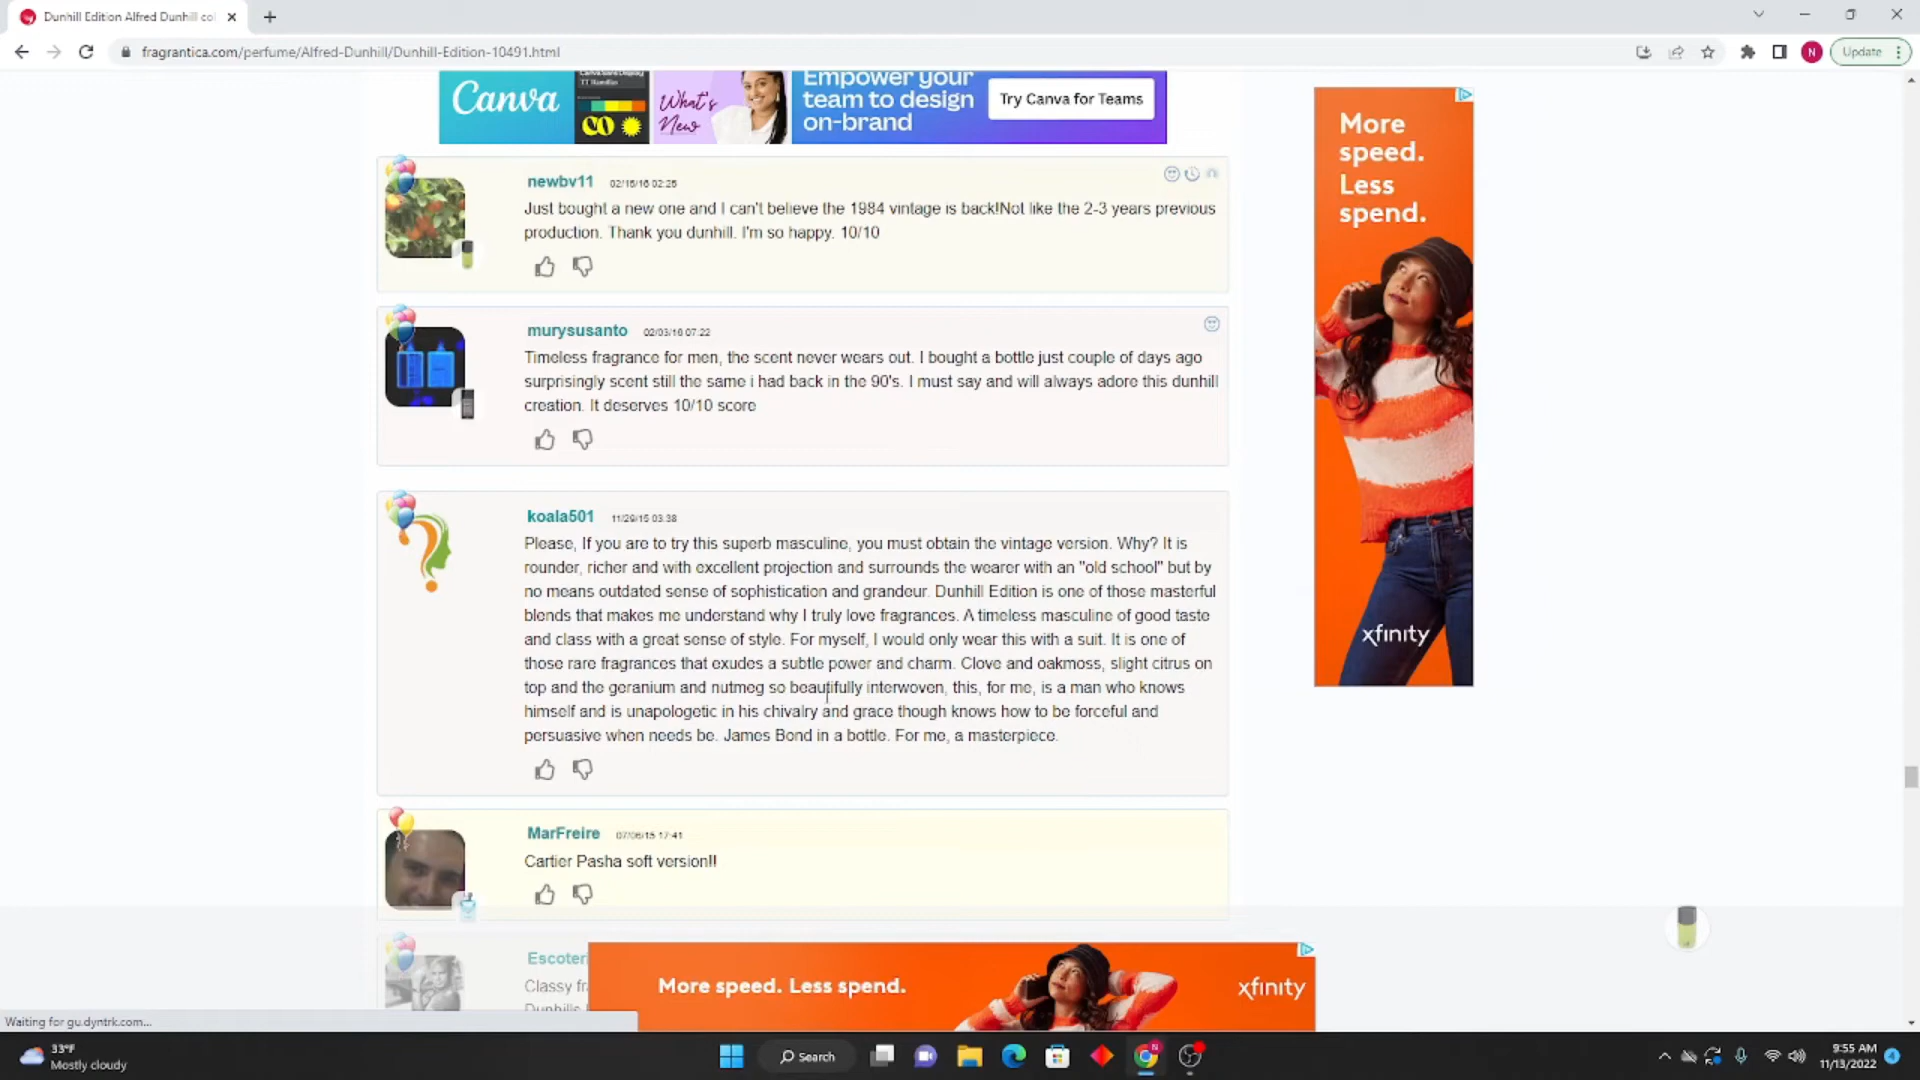 Dunhill Edition Alfred Dunhill col
fragrantica.com/perfume/Alfred-Dunhill/Dunhill-Edition-10491.html
N
Update
Canva
What's
New
CO
Empower your
team to design
on-brand
Try Canva for Teams
More
speed.
Less
spend.
xfinity
newbv11 02/15/16 02:25
Just bought a new one and I can't believe the 1984 vintage is back!Not like the 2-3 years previous
production. Thank you dunhill. I'm so happy. 10/10
murysusanto 02/03/16 07:22
Timeless fragrance for men, the scent never wears out. I bought a bottle just couple of days ago
surprisingly scent still the same i had back in the 90's. I must say and will always adore this dunhill
creation. It deserves 10/10 score
koala501 11/29/15 03:38
Please, If you are to try this superb masculine, you must obtain the vintage version. Why? It is
rounder, richer and with excellent projection and surrounds the wearer with an "old school" but by
no means outdated sense of sophistication and grandeur. Dunhill Edition is one of those masterful
blends that makes me understand why I truly love fragrances. A timeless masculine of good taste
and class with a great sense of style. For myself, I would only wear this with a suit. It is one of
those rare fragrances that exudes a subtle power and charm. Clove and oakmoss, slight citrus on
top and the geranium and nutmeg so beautifully interwoven, this, for me, is a man who knows
himself and is unapologetic in his chivalry and grace though knows how to be forceful and
persuasive when needs be. James Bond in a bottle. For me, a masterpiece.
MarFreire 07/06/15 17:41
Cartier Pasha soft version!!
Escoteri
Classy fr
Dunhills
More speed. Less spend.
xfinity
Waiting for gu.dyntrk.com...
33°F
Mostly cloudy
Search
9:55 AM
11/13/2022
4